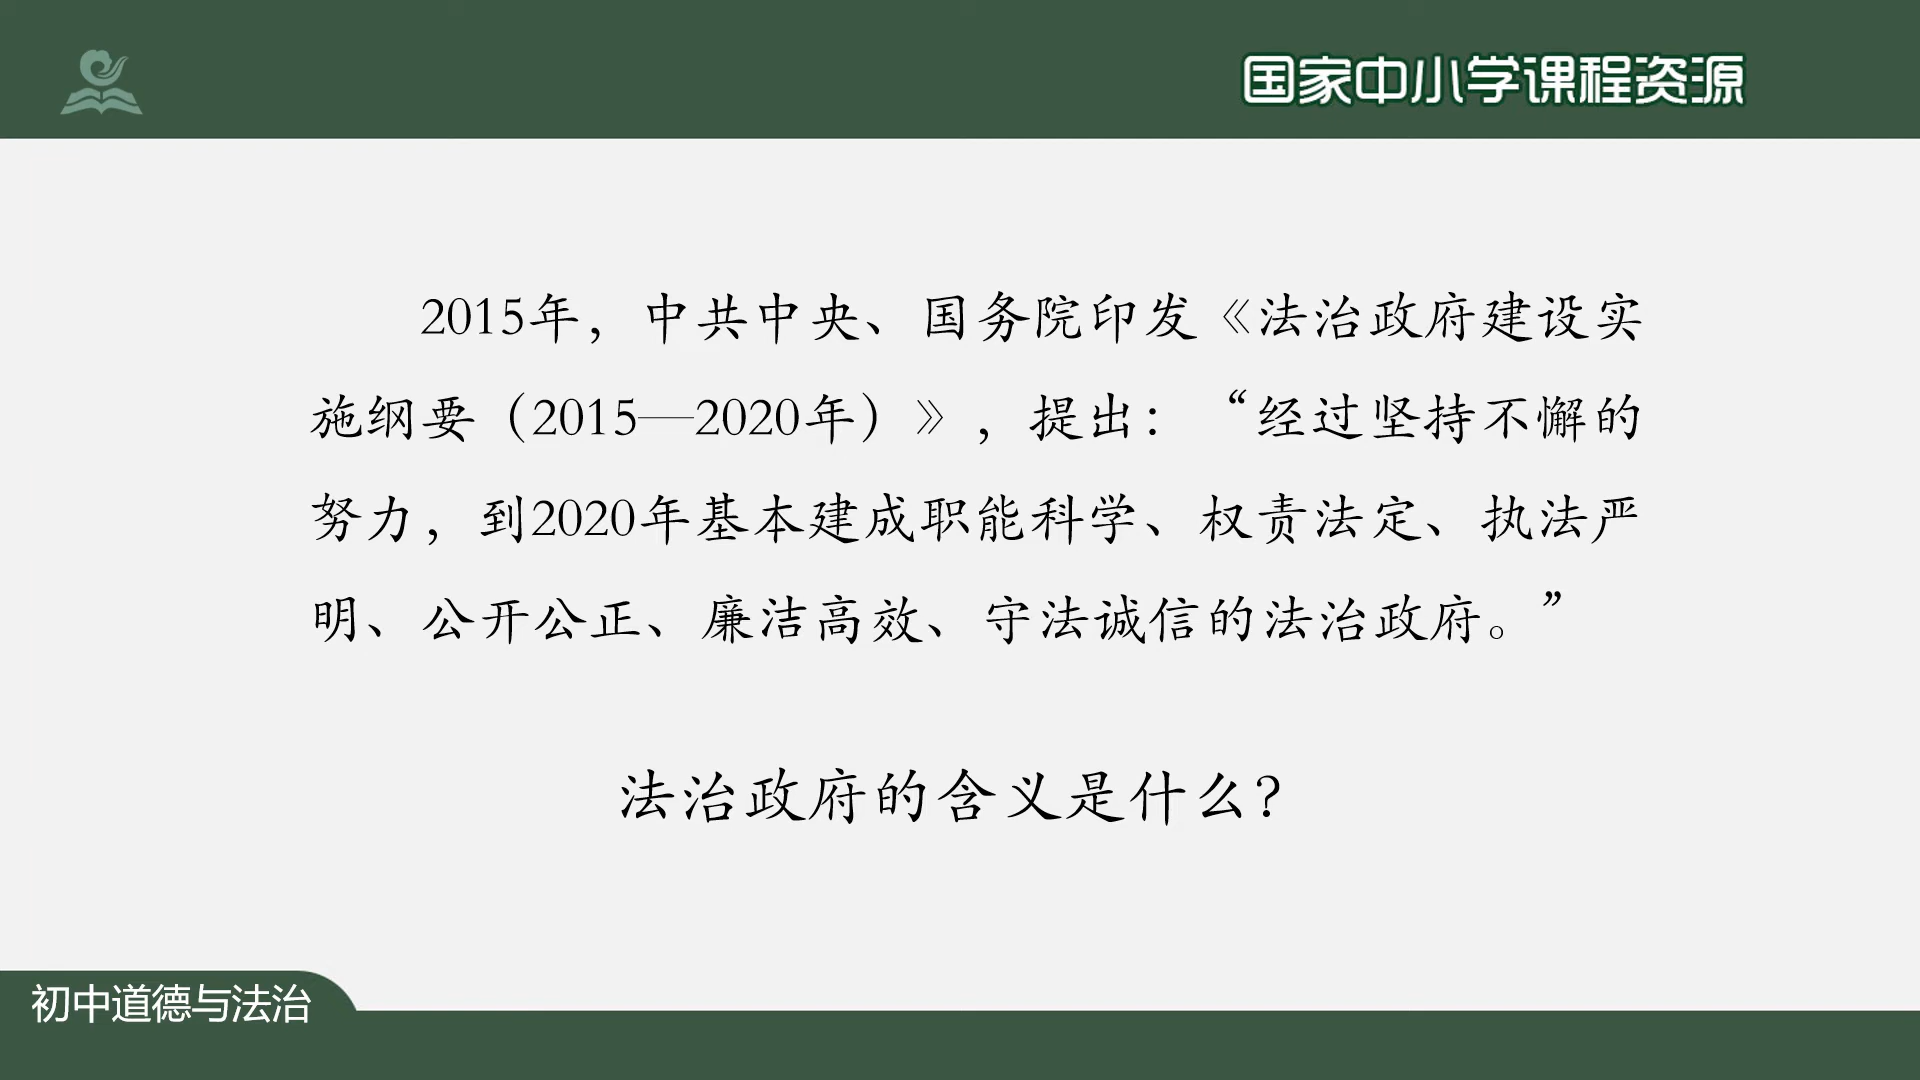 国家中小学课程资源
2015年，中共中央、国务院印发《法治政府建设实
施纲要（2015—2020年）》，提出：“经过坚持不懈的
努力，到2020年基本建成职能科学、权责法定、执法严
明、公开公正、廉洁高效、守法诚信的法治政府。”
法治政府的含义是什么？
初中道德与法治